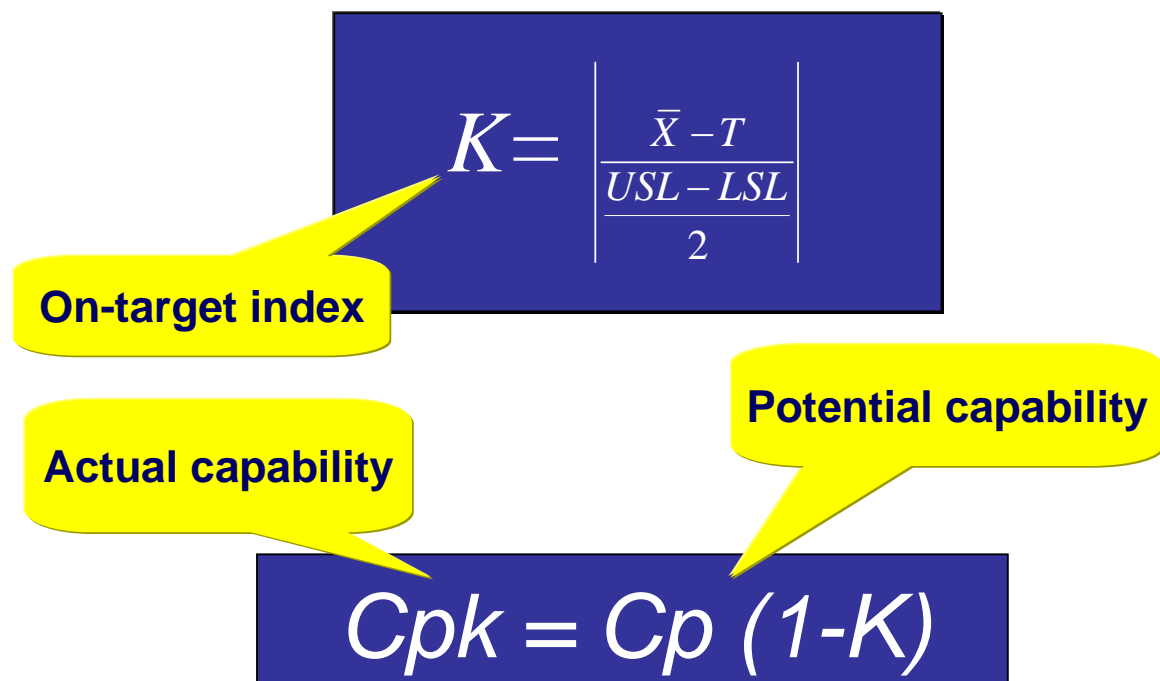 K = | (X̄ – T) / ((USL – LSL) / 2) |
On-target index
Potential capability
Actual capability
Cpk = Cp (1-K)